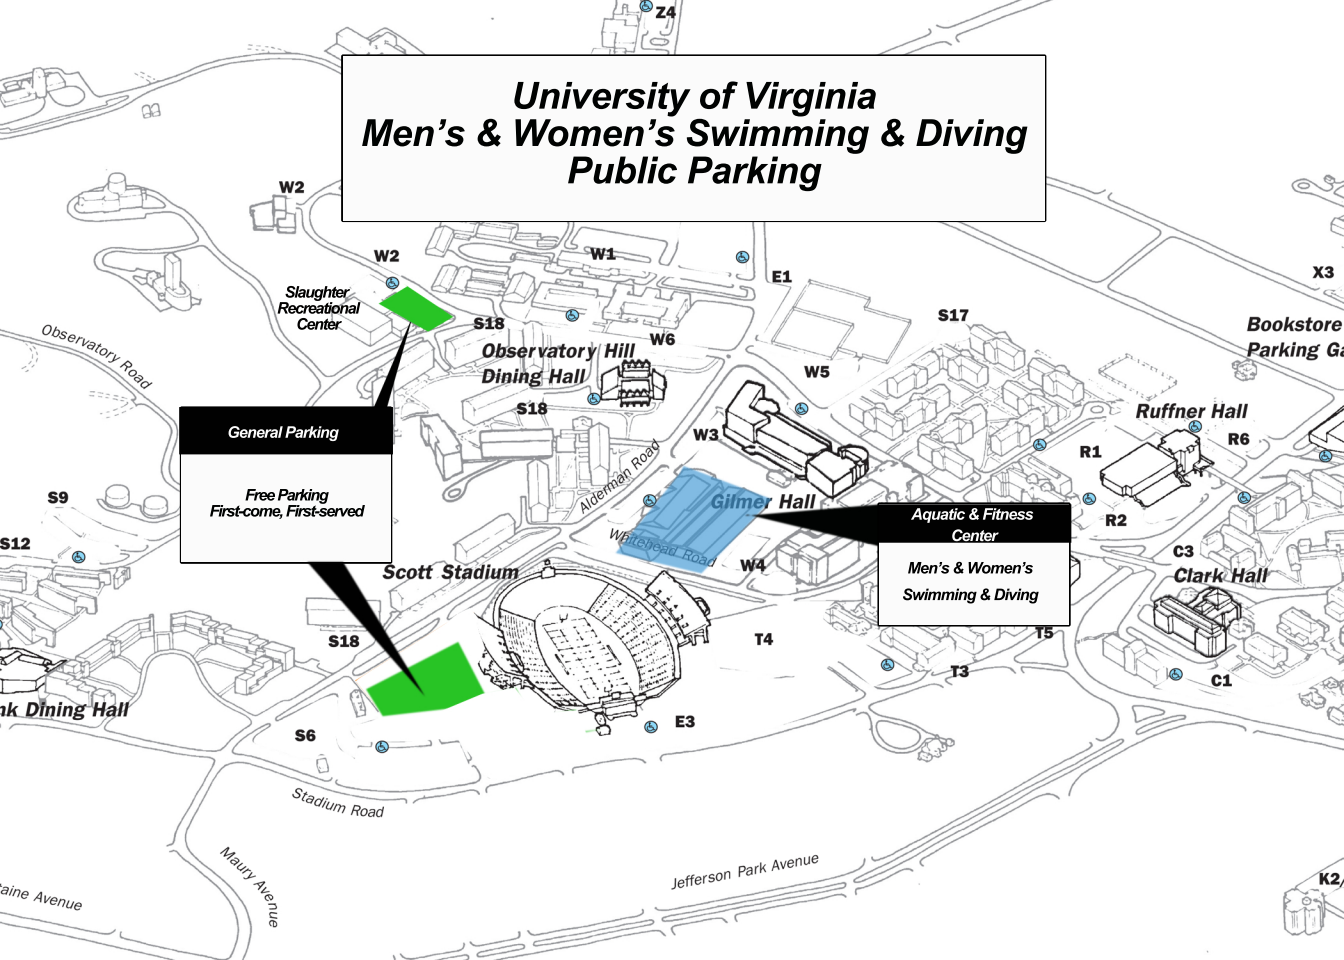 Z4
University of Virginia
Men's & Women's Swimming & Diving
Public Parking
W2
W2
W1
E1
X3
Slaughter
Recreational
Center
S18
S17
W6
Bookstore
Parking Ga
Observatory Road
Observatory Hill
Dining Hall
W5
S18
Ruffner Hall
General Parking
W3
R6
R1
Alderman Road
Free Parking
First-come, First-served
S9
Gilmer Hall
Aquatic & Fitness
Center
R2
S12
Whitehead Road
W4
C3
Scott Stadium
Men's & Women's
Swimming & Diving
Clark Hall
S18
T4
T5
T3
C1
nk Dining Hall
S6
E3
Stadium Road
Maury Avenue
Jefferson Park Avenue
taine Avenue
K2/